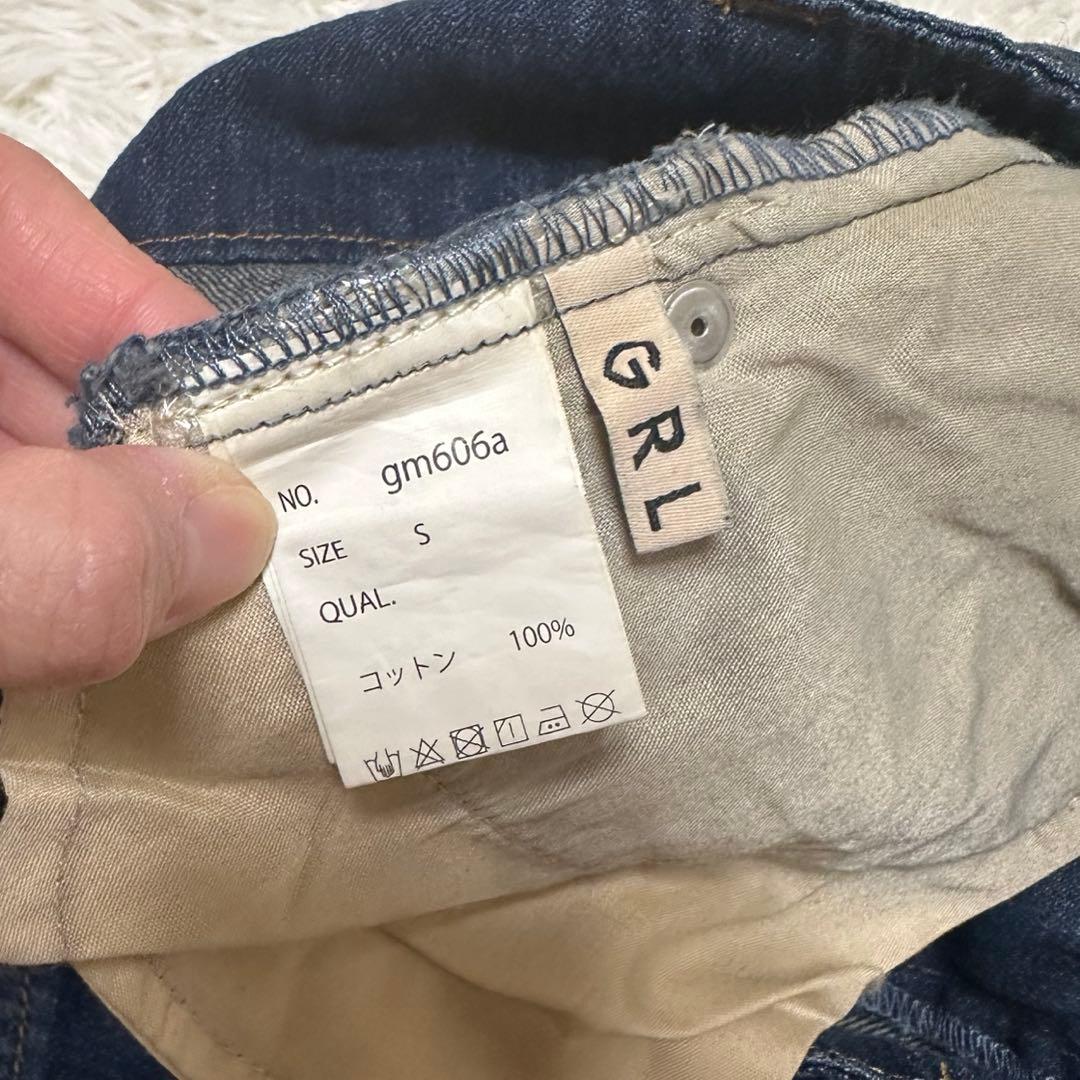 NO. gm606a
SIZE S
QUAL.
コットン 100%
GRL